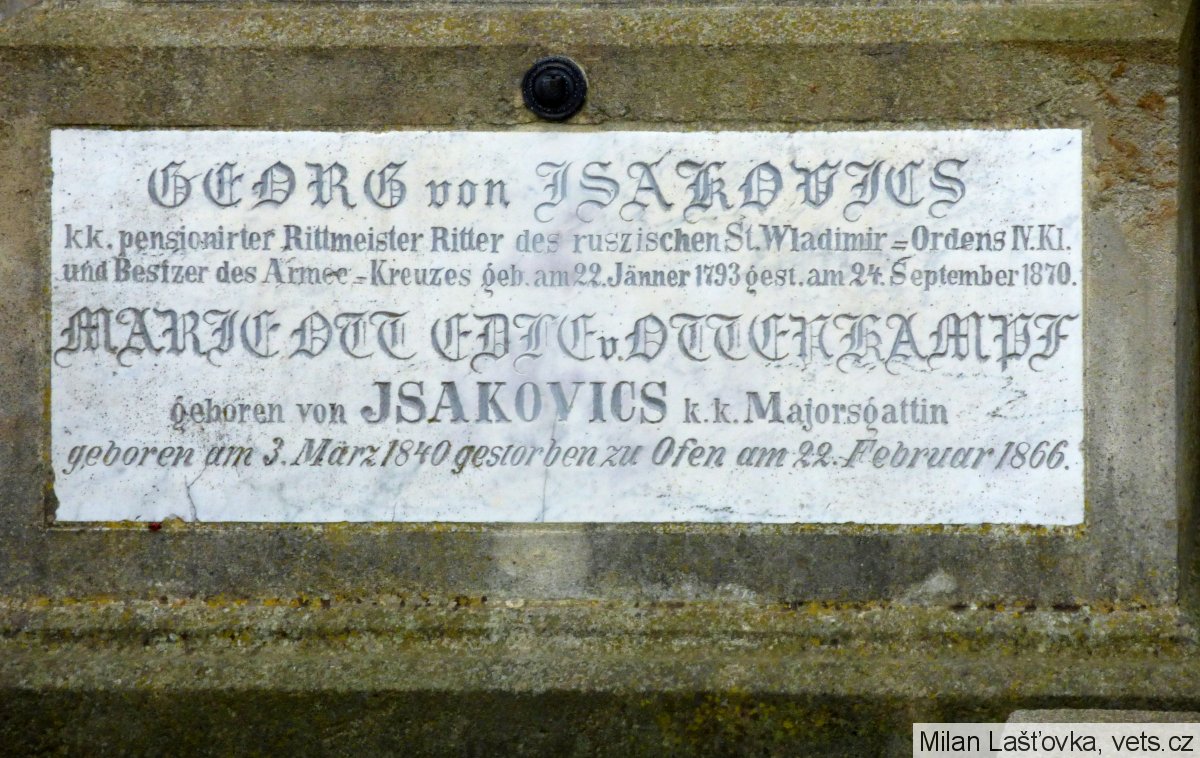 GEORG von JSAKOVICS
kk. pensjonirter Rittmeister Ritter des ruszischen St. Wladimir=Ordens IV. Kl.
und Besizer des Armee=Kreuzes geb. am 22. Jänner 1793 gest. am 24. September 1870.
MARIE OTT EDLE v. OTTENKAMPF
geboren von JSAKOVICS k.k. Majorsgattin
geboren am 3. März 1840 gestorben zu Ofen am 22. Februar 1866.
Milan Lašťovka, vets.cz